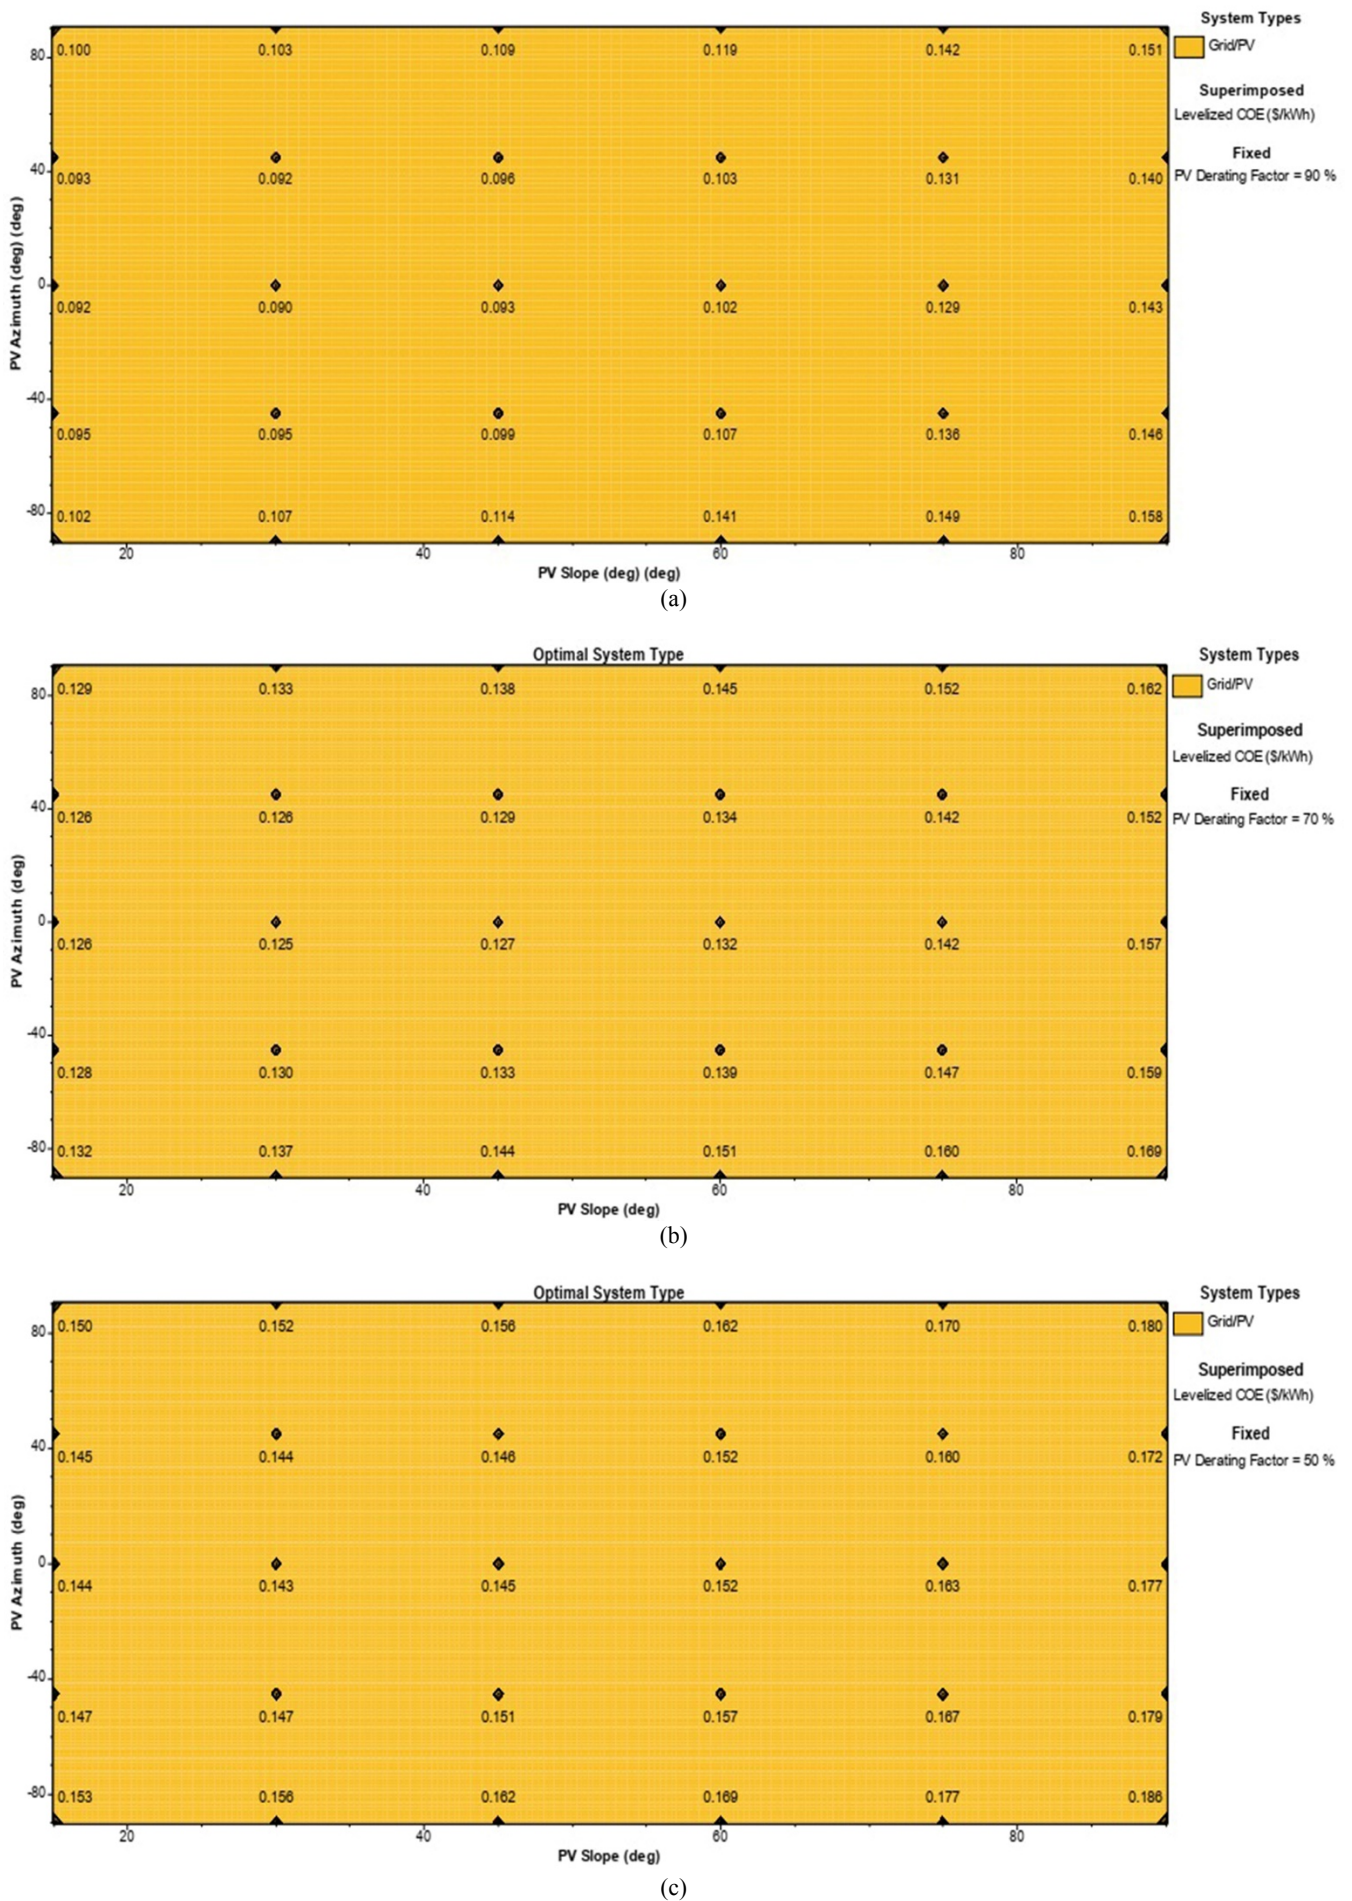 System Types
80 0.100 0.103 0.109 0.119 0.142 0.151 Grid/PV
Superimposed
Levelized COE ($/kWh)
Fixed
40 0.093 0.092 0.096 0.103 0.131 0.140 PV Derating Factor = 90 %
PV Azimuth (deg) (deg)
0 0.092 0.090 0.093 0.102 0.129 0.143
-40 0.095 0.095 0.099 0.107 0.136 0.146
-80 0.102 0.107 0.114 0.141 0.149 0.158
20 40 60 80
PV Slope (deg) (deg)
(a)
Optimal System Type System Types
80 0.129 0.133 0.138 0.145 0.152 0.162 Grid/PV
Superimposed
Levelized COE ($/kWh)
Fixed
40 0.126 0.126 0.129 0.134 0.142 0.152 PV Derating Factor = 70 %
PV Azimuth (deg)
0 0.126 0.125 0.127 0.132 0.142 0.157
-40 0.128 0.130 0.133 0.139 0.147 0.159
-80 0.132 0.137 0.144 0.151 0.160 0.169
20 40 60 80
PV Slope (deg)
(b)
Optimal System Type System Types
80 0.150 0.152 0.156 0.162 0.170 0.180 Grid/PV
Superimposed
Levelized COE ($/kWh)
Fixed
40 0.145 0.144 0.146 0.152 0.160 0.172 PV Derating Factor = 50 %
PV Azimuth (deg)
0 0.144 0.143 0.145 0.152 0.163 0.177
-40 0.147 0.147 0.151 0.157 0.167 0.179
-80 0.153 0.156 0.162 0.169 0.177 0.186
20 40 60 80
PV Slope (deg)
(c)